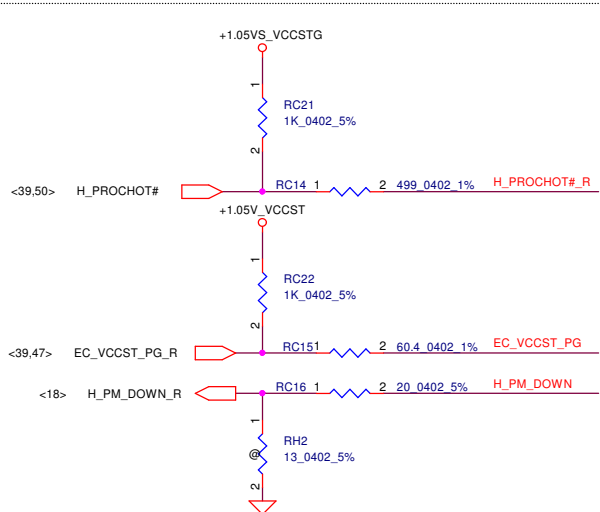 +1.05VS_VCCSTG
1
RC21
1K_0402_5%
2
<39,50> H_PROCHOT# RC14 1 2 499_0402_1% H_PROCHOT#_R
+1.05V_VCCST
1
RC22
1K_0402_5%
2
<39,47> EC_VCCST_PG_R RC15 1 2 60.4_0402_1% EC_VCCST_PG
<18> H_PM_DOWN_R RC16 1 2 20_0402_5% H_PM_DOWN
1
RH2
@ 13_0402_5%
2